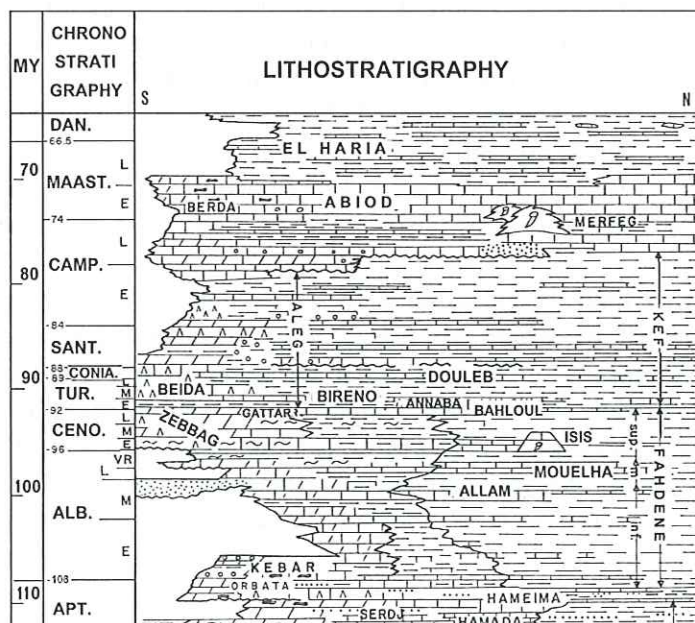 MY
CHRONO
STRATI
GRAPHY
LITHOSTRATIGRAPHY
S
N
DAN.
66.5
EL HARIA
L
70
MAAST.
E
BERDA
ABIOD
74
MERFEG
L
CAMP.
80
E
ALEG
KEF
84
SANT.
88
CONIA.
89
DOULEB
L
TUR.
M
BEIDA
BIRENO
90
E
ANNABA
92
GATTAR
BAHLOUL
L
CENO.
M
ZEBBAG
ISIS
E
96
sup
m
inf.
FAHDENE
VR
L
MOUELHA
100
M
ALLAM
ALB.
E
KEBAR
108
ORBATA
HAMEIMA
110
APT.
SERDJ
HAMADA